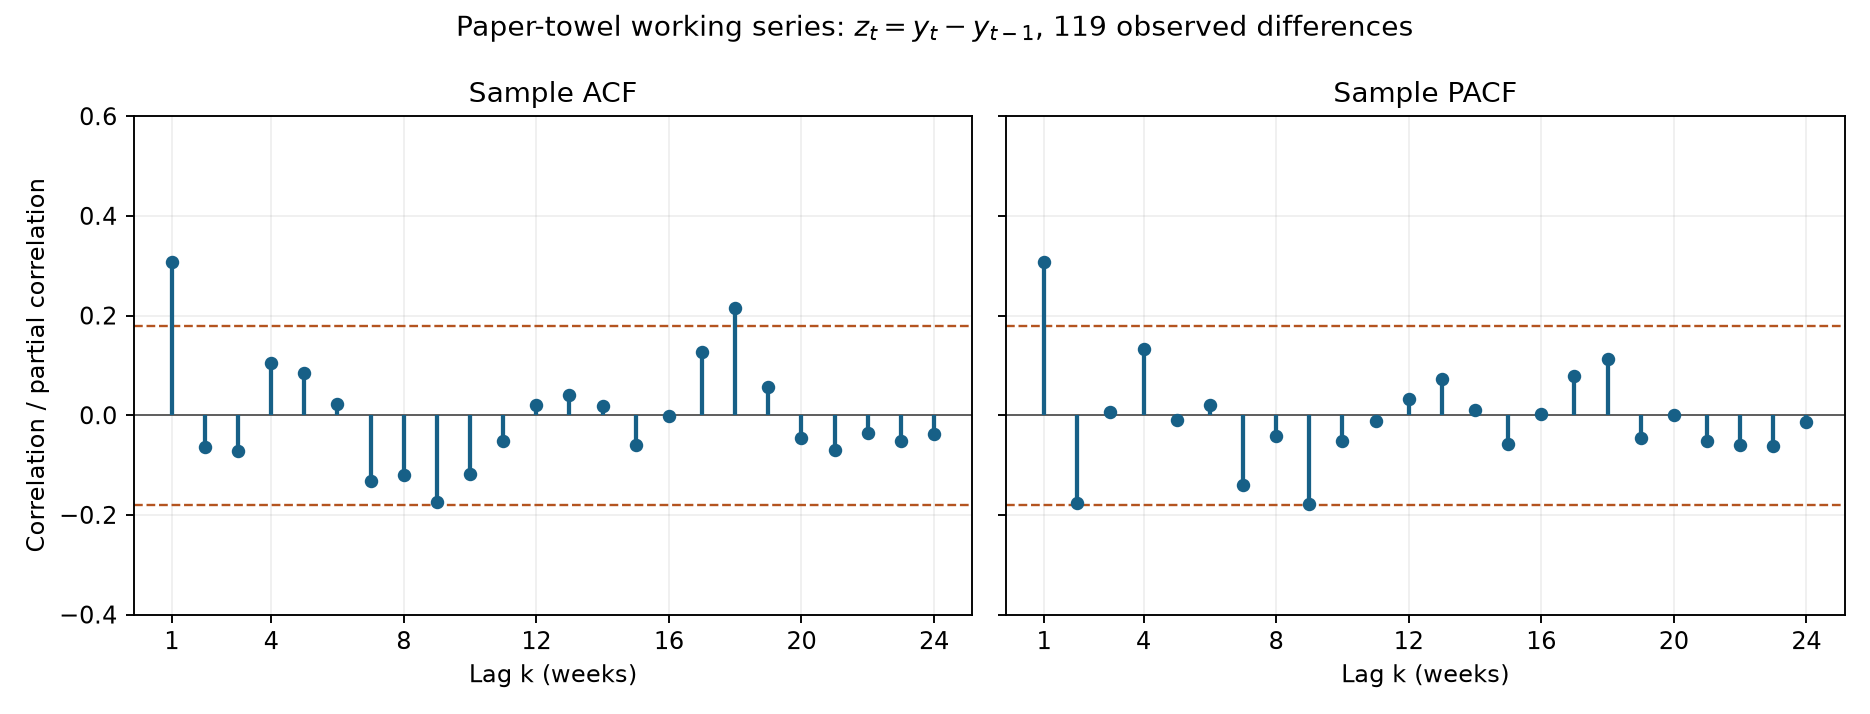 Paper-towel working series: $z_t = y_t - y_{t-1}$, 119 observed differences
Sample ACF
Sample PACF
Correlation / partial correlation
0.6
0.4
0.2
0.0
−0.2
−0.4
1 4 8 12 16 20 24
1 4 8 12 16 20 24
Lag k (weeks)
Lag k (weeks)